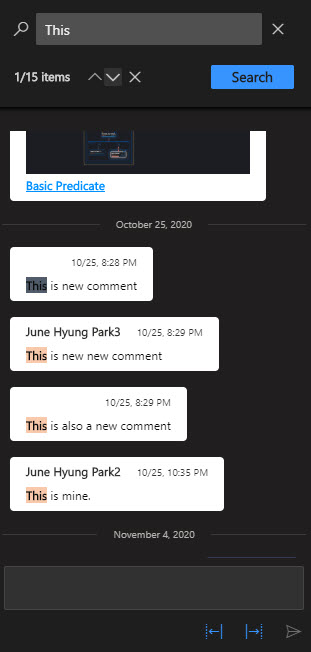 This
1/15 items
Search
Basic Predicate
October 25, 2020
10/25, 8:28 PM
This is new comment
June Hyung Park3 10/25, 8:29 PM
This is new new comment
10/25, 8:29 PM
This is also a new comment
June Hyung Park2 10/25, 10:35 PM
This is mine.
November 4, 2020